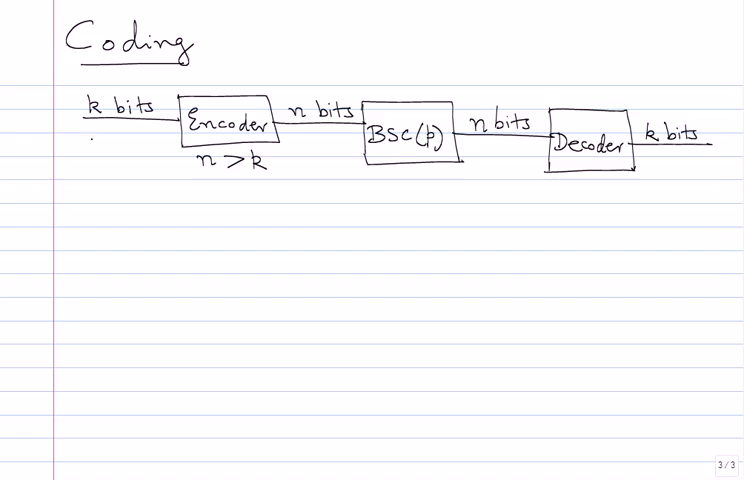 Coding
k bits Encoder n bits BSC(p) n bits Decoder k bits
n > k
3 / 3